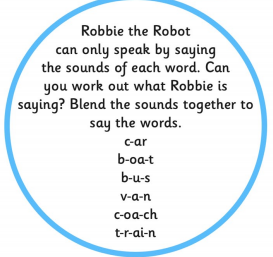 Robbie the Robot
can only speak by saying
the sounds of each word. Can
you work out what Robbie is
saying? Blend the sounds together to
say the words.
c-ar
b-oa-t
b-u-s
v-a-n
c-oa-ch
t-r-ai-n